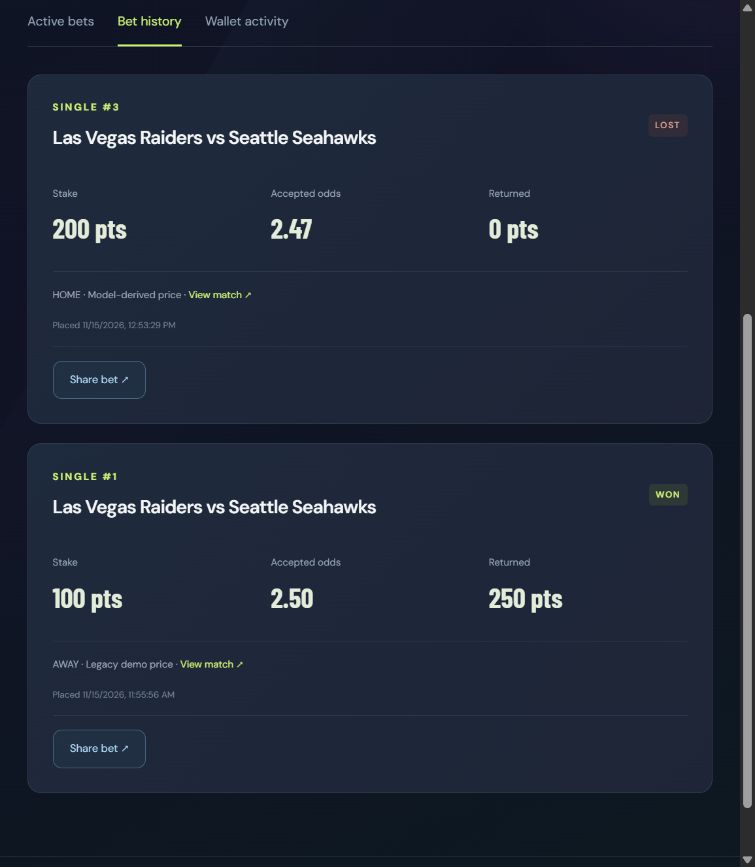 Active bets Bet history Wallet activity
SINGLE #3
Las Vegas Raiders vs Seattle Seahawks
LOST
Stake Accepted odds Returned
200 pts 2.47 0 pts
HOME · Model-derived price · View match ↗
Placed 11/15/2026, 12:53:29 PM
Share bet ↗
SINGLE #1
Las Vegas Raiders vs Seattle Seahawks
WON
Stake Accepted odds Returned
100 pts 2.50 250 pts
AWAY · Legacy demo price · View match ↗
Placed 11/15/2026, 11:55:56 AM
Share bet ↗